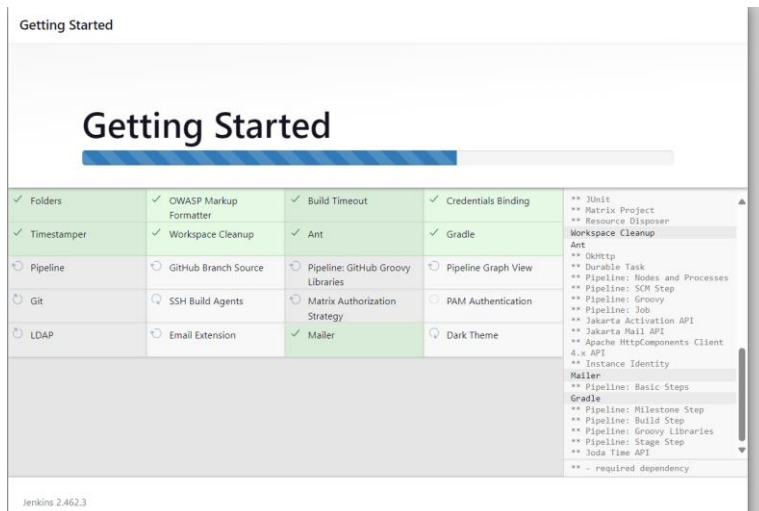 Getting Started
Getting Started
Folders
OWASP Markup
Formatter
Build Timeout
Credentials Binding
Timestamper
Workspace Cleanup
Ant
Gradle
Pipeline
GitHub Branch Source
Pipeline: GitHub Groovy
Libraries
Pipeline Graph View
Git
SSH Build Agents
Matrix Authorization
Strategy
PAM Authentication
LDAP
Email Extension
Mailer
Dark Theme
** JUnit
** Matrix Project
** Resource Disposer
Workspace Cleanup
Ant
** OkHttp
** Durable Task
** Pipeline: Nodes and Processes
** Pipeline: SCM Step
** Pipeline: Groovy
** Pipeline: Job
** Jakarta Activation API
** Jakarta Mail API
** Apache HttpComponents Client
4.x API
** Instance Identity
Mailer
** Pipeline: Basic Steps
Gradle
** Pipeline: Milestone Step
** Pipeline: Build Step
** Pipeline: Groovy Libraries
** Pipeline: Stage Step
** Joda Time API
** - required dependency
Jenkins 2.462.3